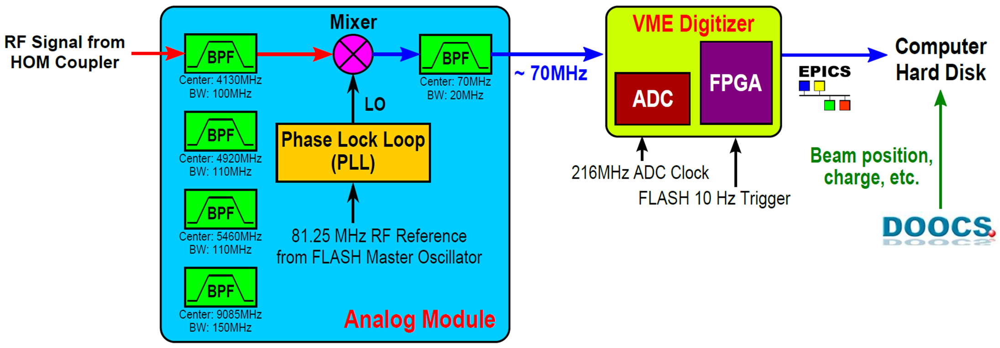 RF Signal from
HOM Coupler
BPF
Center: 4130MHz
BW: 100MHz
BPF
Center: 4920MHz
BW: 110MHz
BPF
Center: 5460MHz
BW: 110MHz
BPF
Center: 9085MHz
BW: 150MHz
Mixer
LO
Phase Lock Loop
(PLL)
81.25 MHz RF Reference
from FLASH Master Oscillator
BPF
Center: 70MHz
BW: 20MHz
Analog Module
~ 70MHz
VME Digitizer
ADC
FPGA
216MHz ADC Clock
FLASH 10 Hz Trigger
EPICS
Computer
Hard Disk
Beam position,
charge, etc.
DOOCS